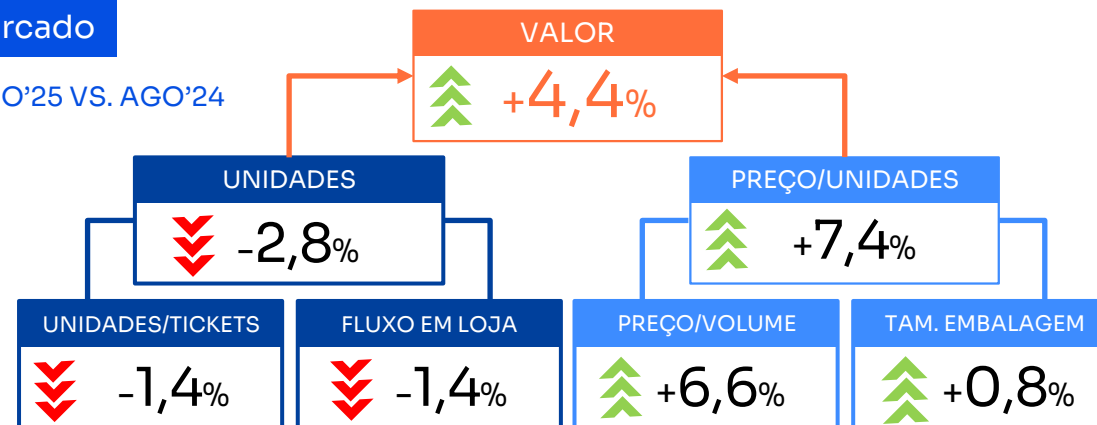 rcado
O’25 VS. AGO’24
VALOR
+4,4%
UNIDADES
-2,8%
PREÇO/UNIDADES
+7,4%
UNIDADES/TICKETS
-1,4%
FLUXO EM LOJA
-1,4%
PREÇO/VOLUME
+6,6%
TAM. EMBALAGEM
+0,8%